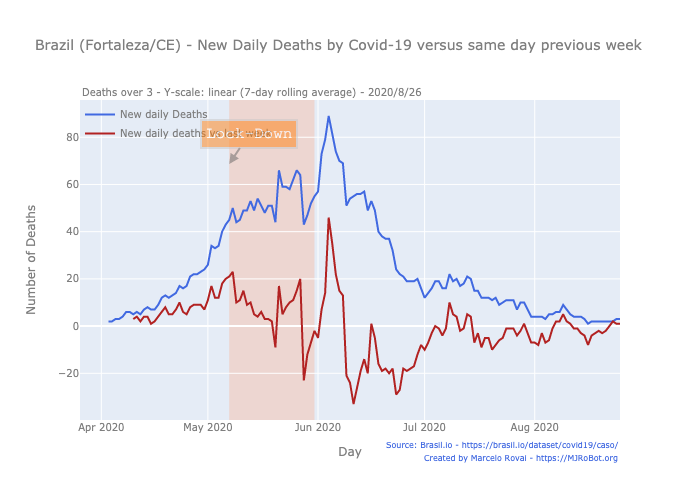 Brazil (Fortaleza/CE) - New Daily Deaths by Covid-19 versus same day previous week
Deaths over 3 - Y-scale: linear (7-day rolling average) - 2020/8/26
New daily Deaths
New daily deaths vs last week
Lock-Down
80
60
40
20
0
−20
Number of Deaths
Apr 2020
May 2020
Jun 2020
Jul 2020
Aug 2020
Day
Source: Brasil.io - https://brasil.io/dataset/covid19/caso/
Created by Marcelo Rovai - https://MJRoBot.org